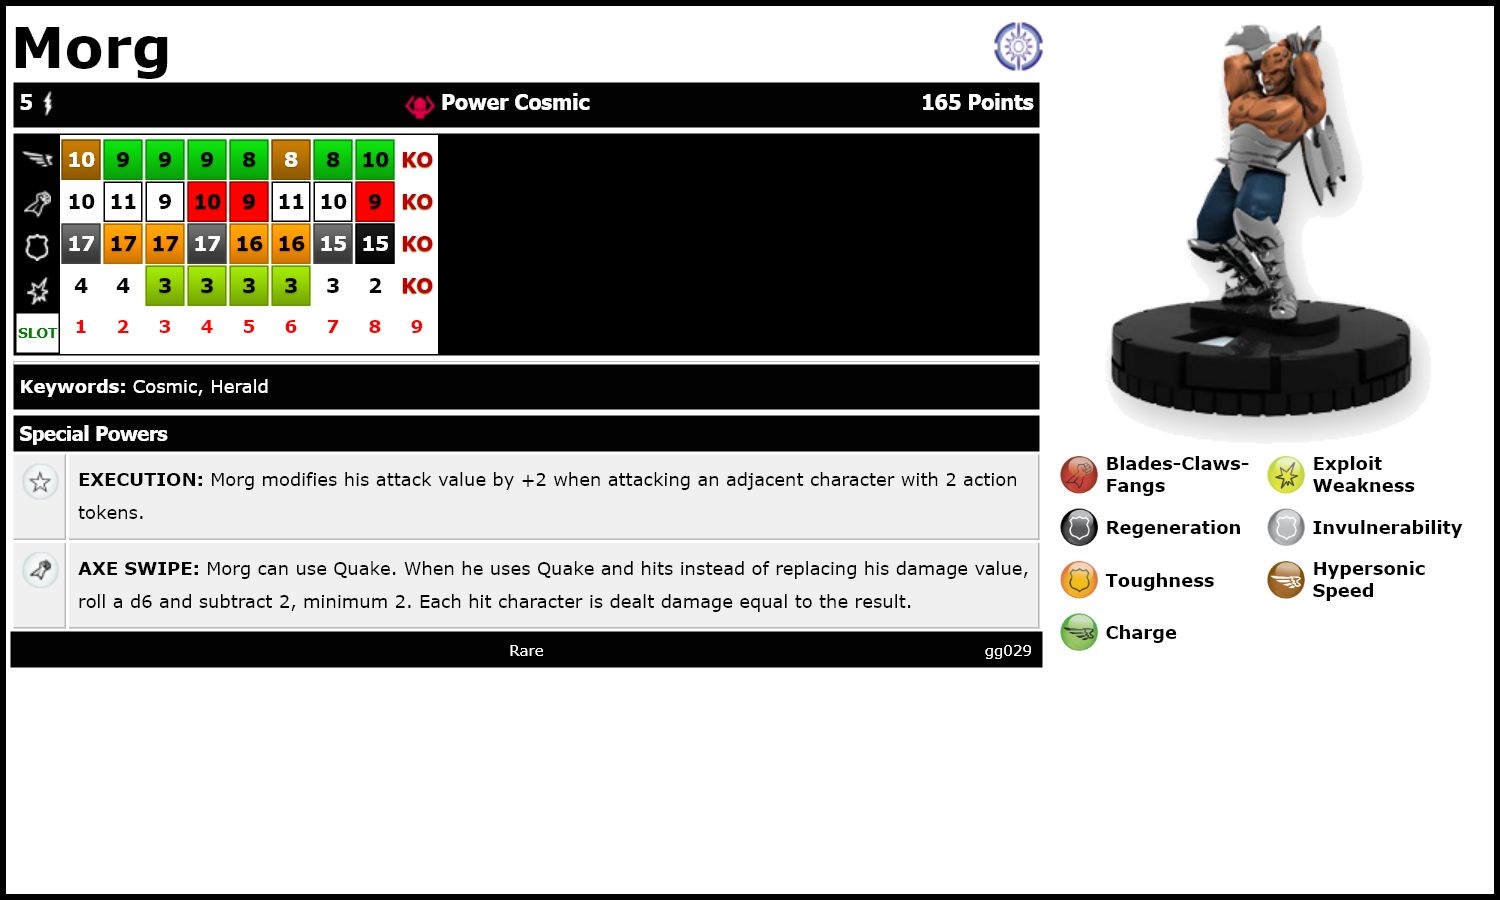 Morg
5 Power Cosmic 165 Points
10 9 9 9 8 8 8 10 KO
10 11 9 10 9 11 10 9 KO
17 17 17 17 16 16 15 15 KO
4 4 3 3 3 3 3 2 KO
SLOT 1 2 3 4 5 6 7 8 9
Keywords: Cosmic, Herald
Special Powers
EXECUTION: Morg modifies his attack value by +2 when attacking an adjacent character with 2 action
tokens.
AXE SWIPE: Morg can use Quake. When he uses Quake and hits instead of replacing his damage value,
roll a d6 and subtract 2, minimum 2. Each hit character is dealt damage equal to the result.
Rare gg029
Blades-Claws-
Fangs
Exploit
Weakness
Regeneration
Invulnerability
Toughness
Hypersonic
Speed
Charge